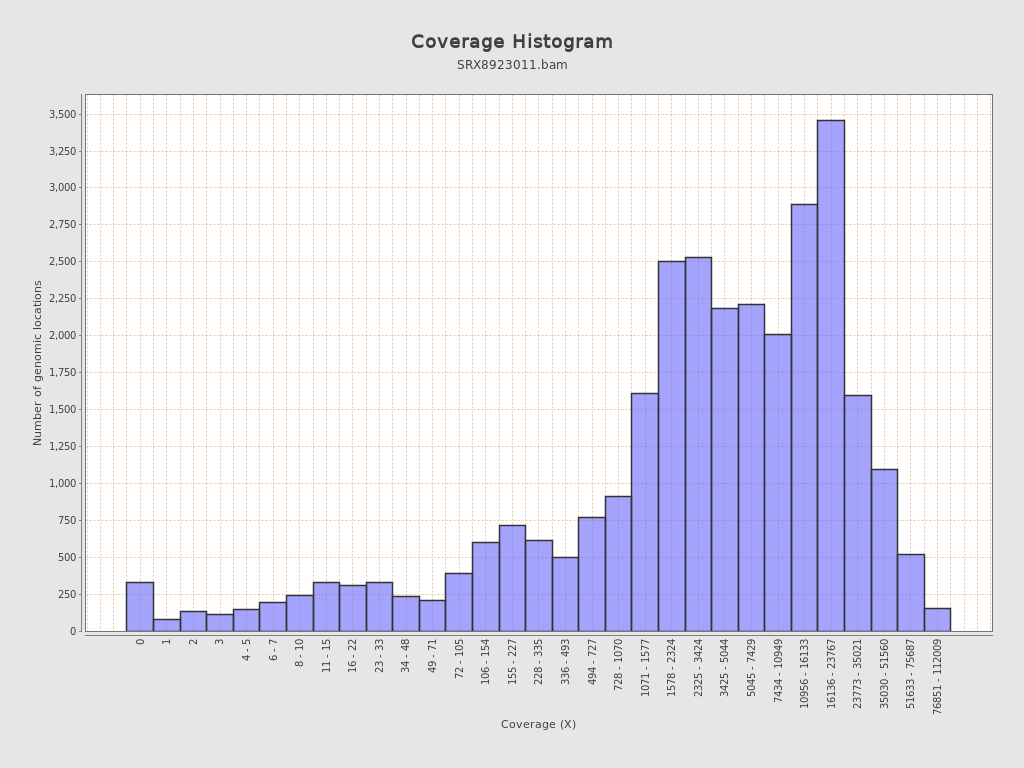 Coverage Histogram
SRX8923011.bam
Number of genomic locations
3,500
3,250
3,000
2,750
2,500
2,250
2,000
1,750
1,500
1,250
1,000
750
500
250
0
0
1
2
3
4 - 5
6 - 7
8 - 10
11 - 15
16 - 22
23 - 33
34 - 48
49 - 71
72 - 105
106 - 154
155 - 227
228 - 335
336 - 493
494 - 727
728 - 1070
1071 - 1577
1578 - 2324
2325 - 3424
3425 - 5044
5045 - 7429
7434 - 10949
10956 - 16133
16136 - 23767
23773 - 35021
35030 - 51560
51633 - 75687
76851 - 112009
Coverage (X)